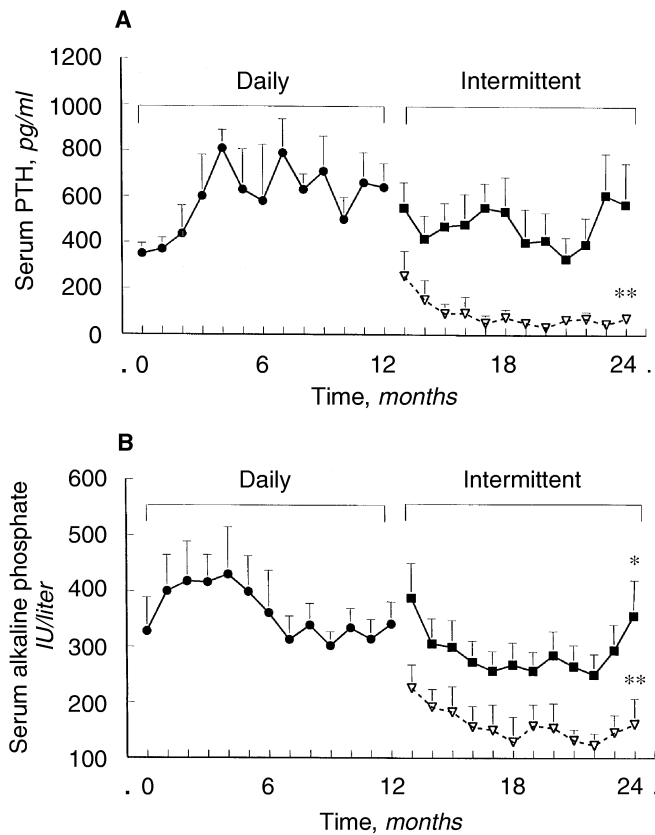 A
1200
1000
800
600
400
200
0
Serum PTH, pg/ml
Daily
Intermittent
**
. 0 6 12 18 24 .
Time, months
B
600
500
400
300
200
100
Serum alkaline phosphate
IU/liter
Daily
Intermittent
*
**
. 0 6 12 18 24 .
Time, months